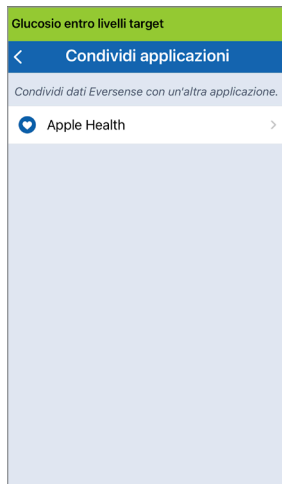 Glucosio entro livelli target
Condividi applicazioni
Condividi dati Eversense con un'altra applicazione.
Apple Health